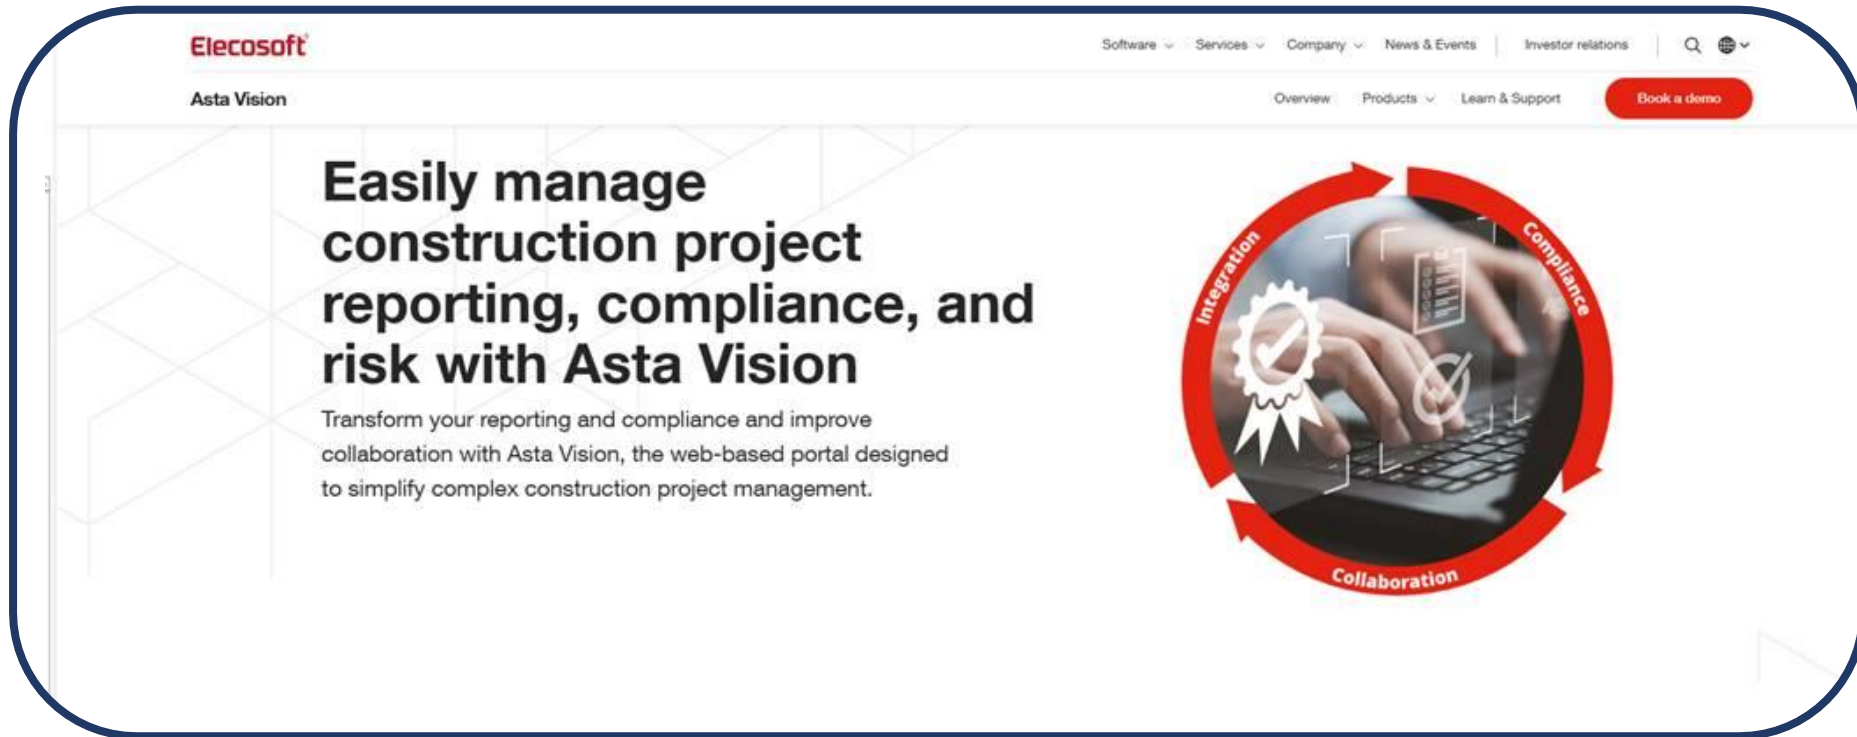 Elecosoft
Software Services Company News & Events Investor relations
Asta Vision
Overview Products Learn & Support Book a demo
Easily manage
construction project
reporting, compliance, and
risk with Asta Vision
Transform your reporting and compliance and improve
collaboration with Asta Vision, the web-based portal designed
to simplify complex construction project management.
Integration
Compliance
Collaboration